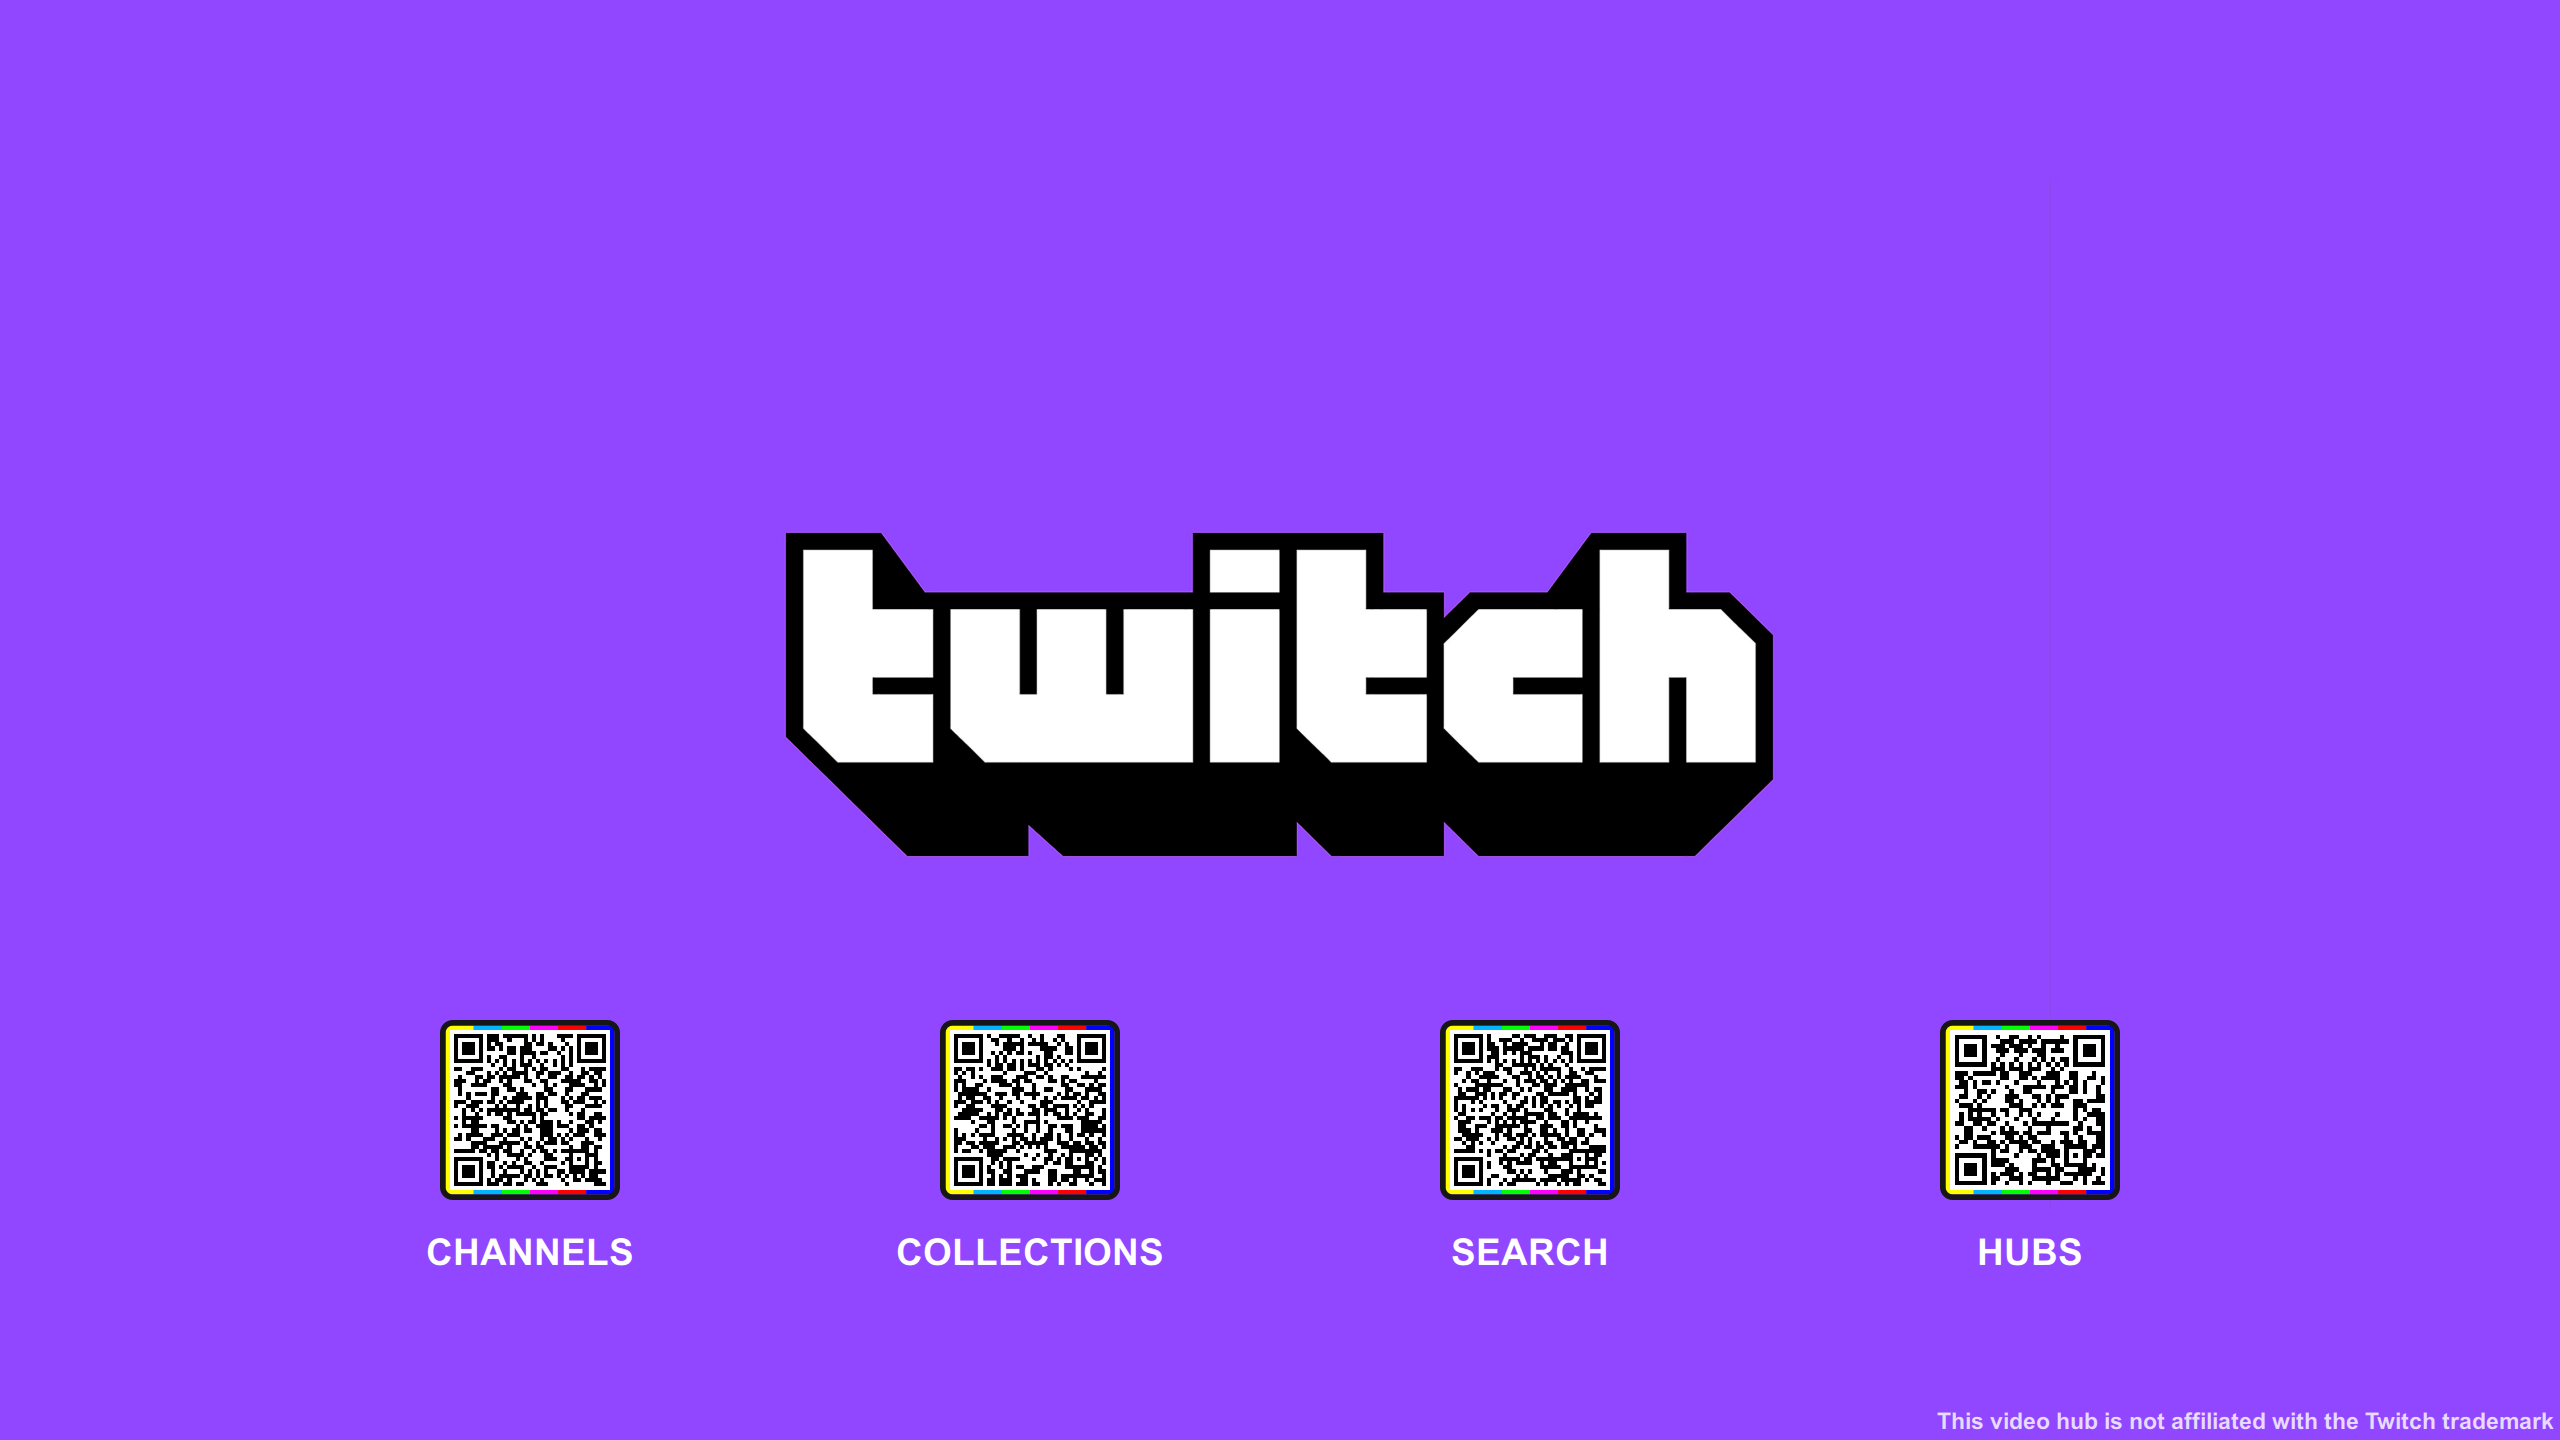 twitch
CHANNELS
COLLECTIONS
SEARCH
HUBS
This video hub is not affiliated with the Twitch trademark